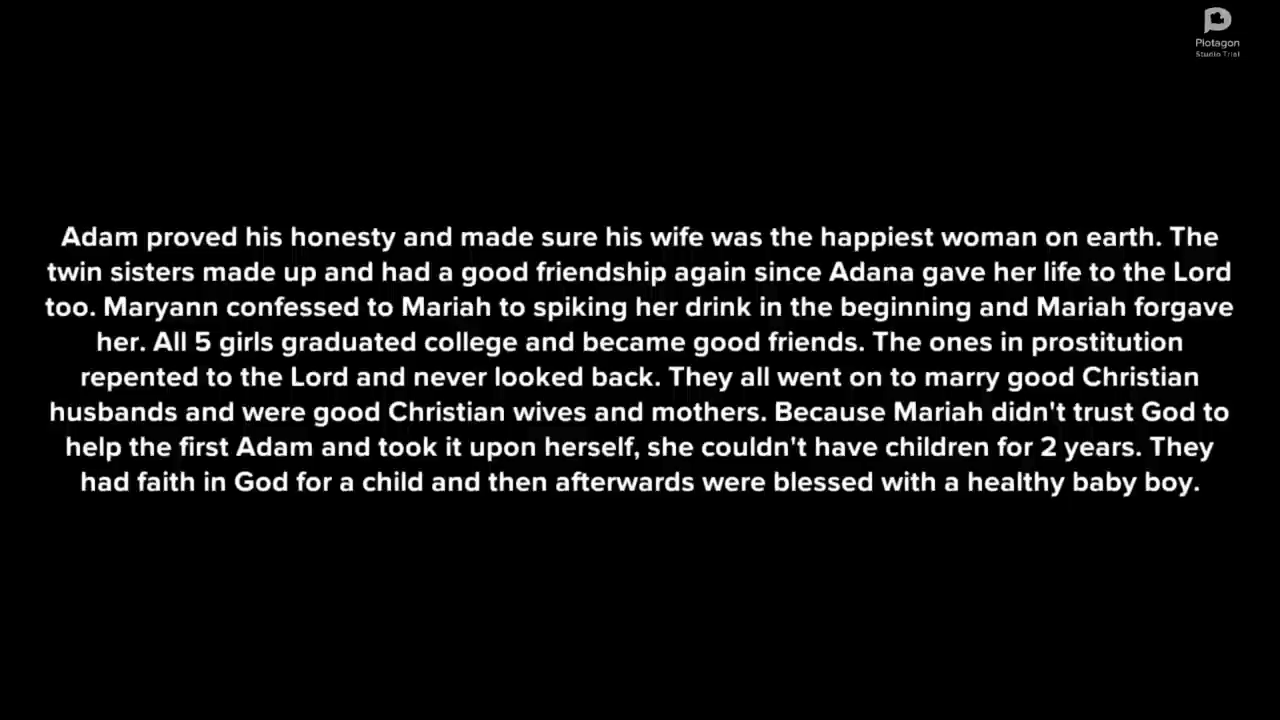 Plotagon
Studio Trial
Adam proved his honesty and made sure his wife was the happiest woman on earth. The
twin sisters made up and had a good friendship again since Adana gave her life to the Lord
too. Maryann confessed to Mariah to spiking her drink in the beginning and Mariah forgave
her. All 5 girls graduated college and became good friends. The ones in prostitution
repented to the Lord and never looked back. They all went on to marry good Christian
husbands and were good Christian wives and mothers. Because Mariah didn't trust God to
help the first Adam and took it upon herself, she couldn't have children for 2 years. They
had faith in God for a child and then afterwards were blessed with a healthy baby boy.